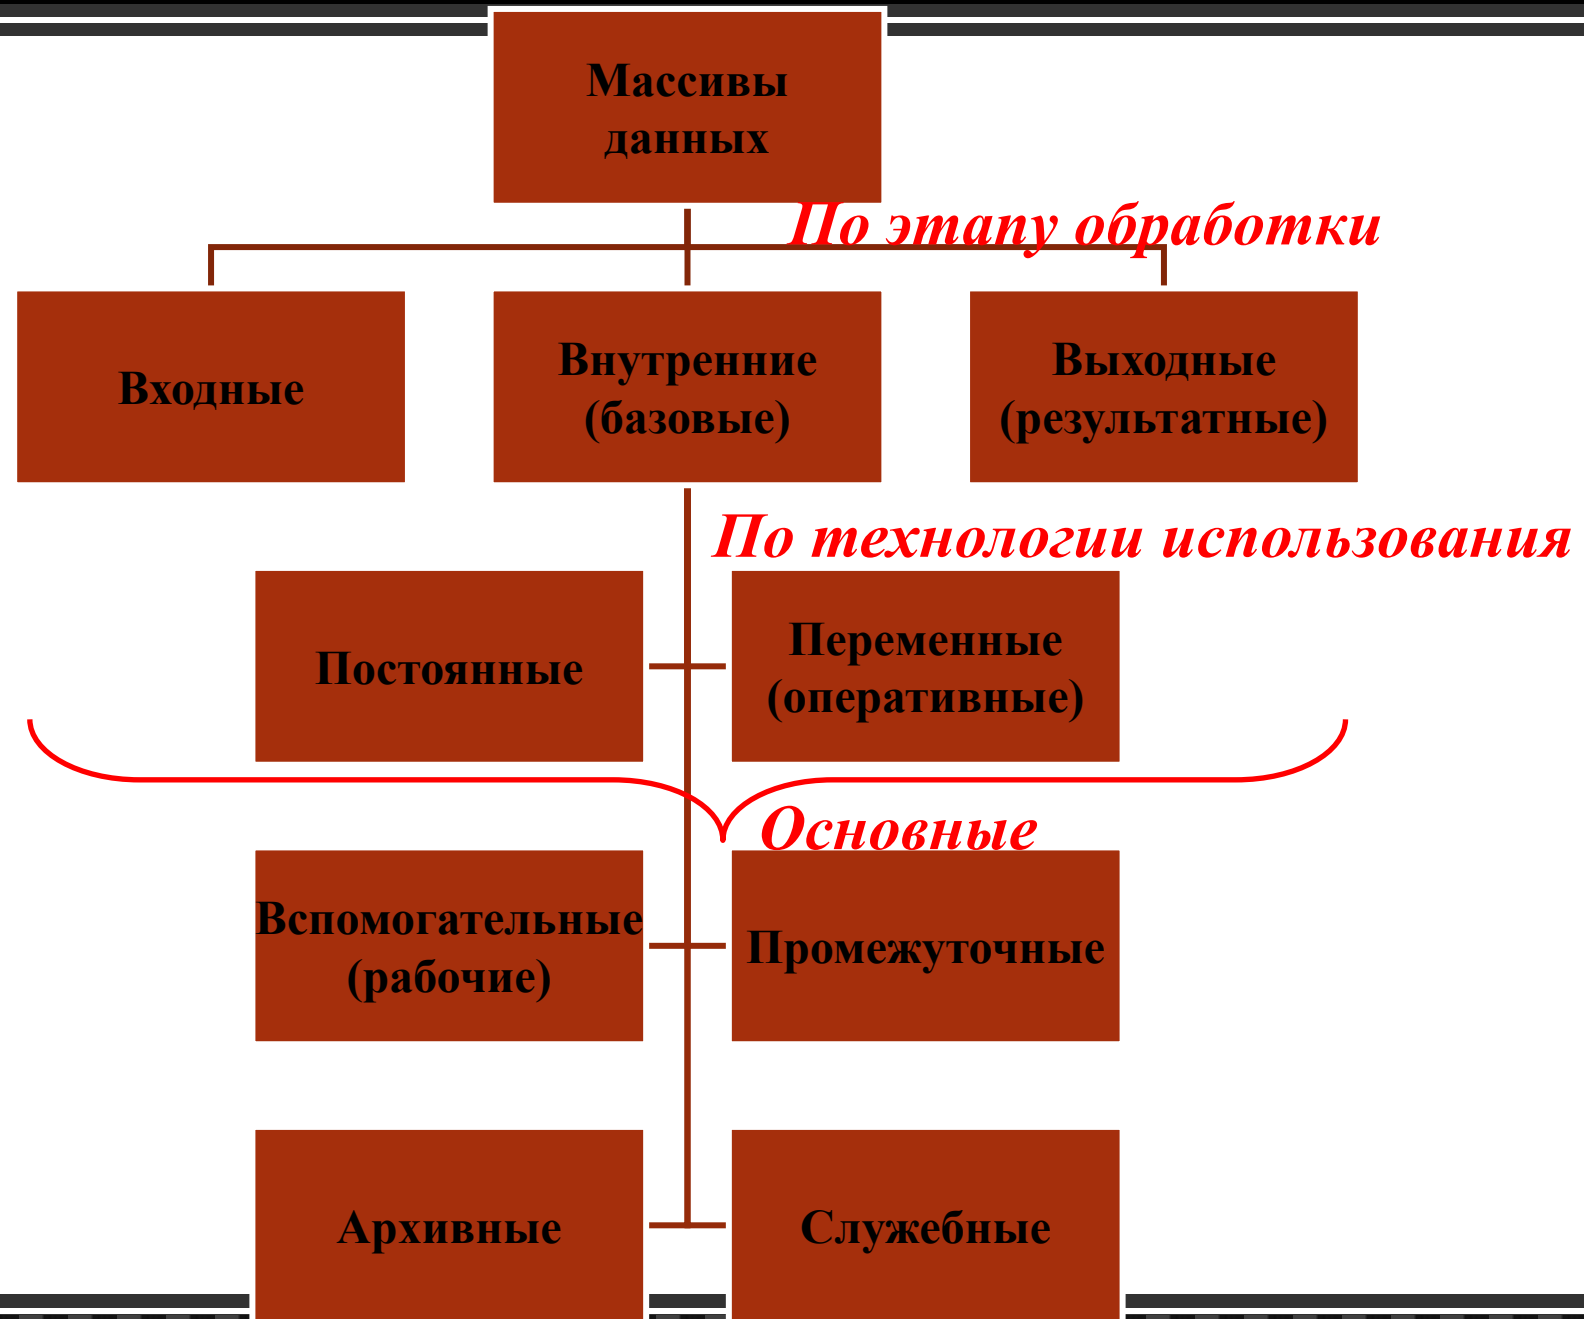 Массивы
данных
По этапу обработки
Входные
Внутренние
(базовые)
Выходные
(результатные)
По технологии использования
Постоянные
Переменные
(оперативные)
Основные
Вспомогательные
(рабочие)
Промежуточные
Архивные
Служебные